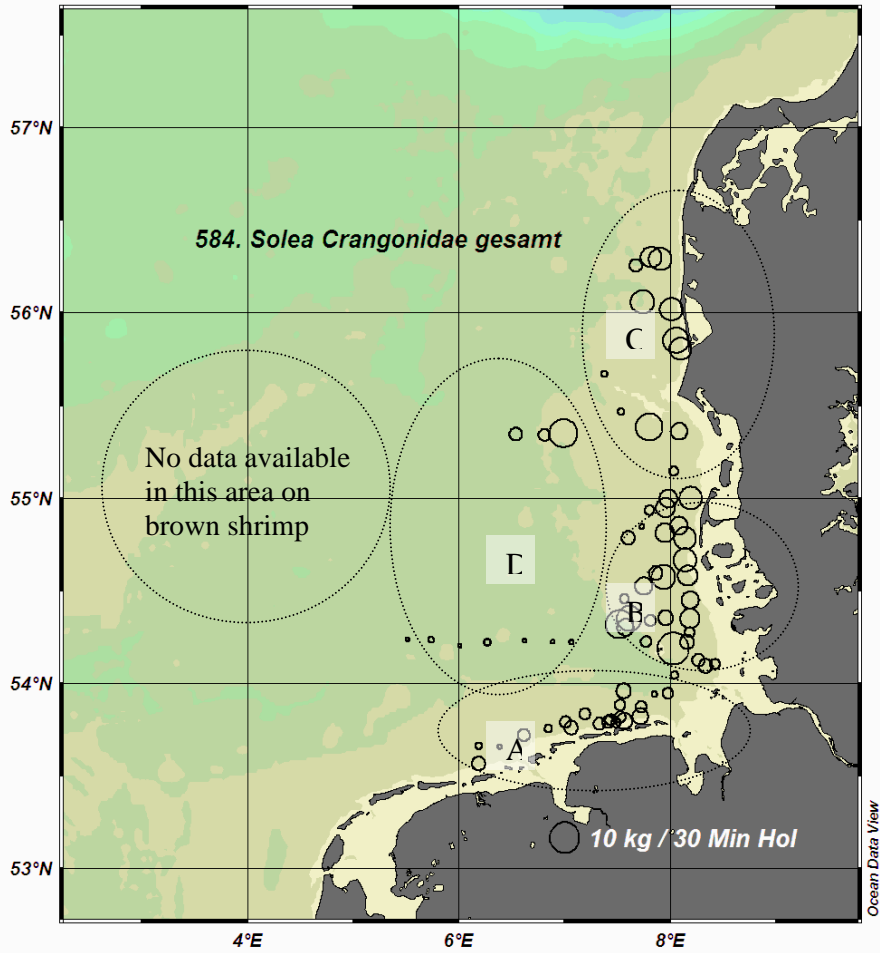 57°N
584. Solea Crangonidae gesamt
56°N
C
No data available
in this area on
brown shrimp
55°N
D
B
54°N
A
10 kg / 30 Min Hol
53°N
4°E 6°E 8°E
Ocean Data View